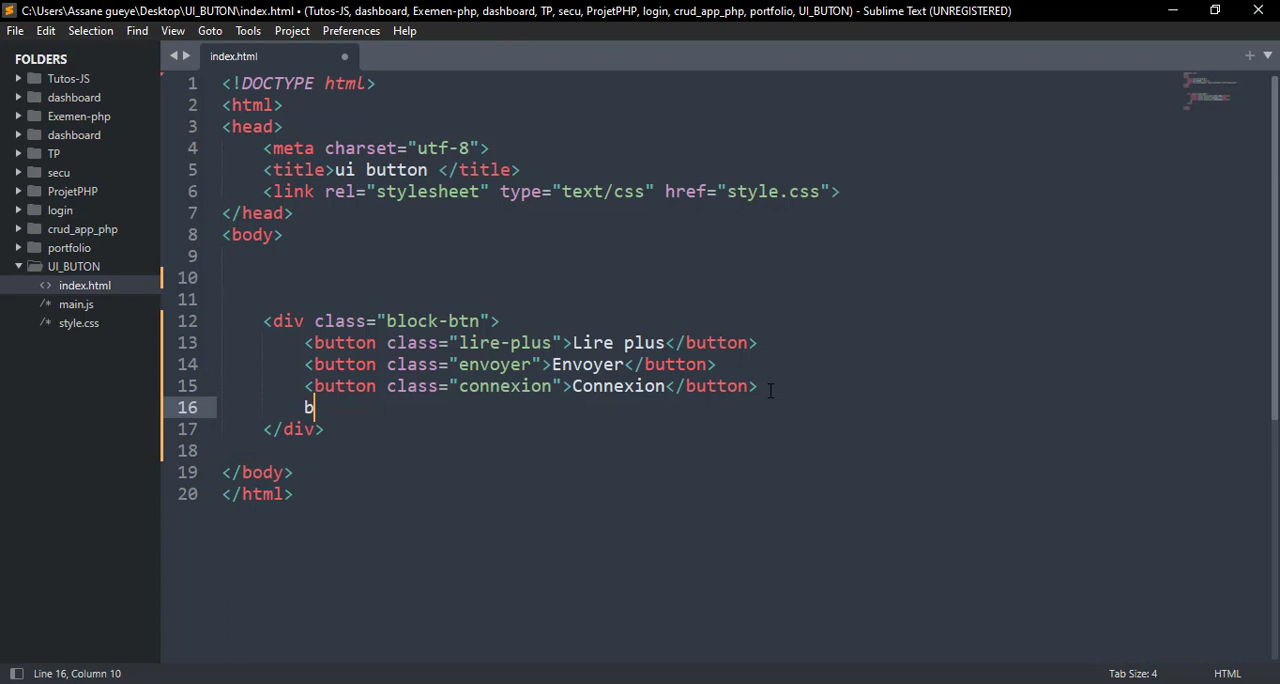 C:\Users\Assane gueye\Desktop\UI_BUTON\index.html • (Tutos-JS, dashboard, Exemen-php, dashboard, TP, secu, ProjetPHP, login, crud_app_php, portfolio, UI_BUTON) - Sublime Text (UNREGISTERED)
File Edit Selection Find View Goto Tools Project Preferences Help
FOLDERS
Tutos-JS
dashboard
Exemen-php
dashboard
TP
secu
ProjetPHP
login
crud_app_php
portfolio
UI_BUTON
<> index.html
/* main.js
/* style.css
index.html
1 <!DOCTYPE html>
2 <html>
3 <head>
4 <meta charset="utf-8">
5 <title>ui button </title>
6 <link rel="stylesheet" type="text/css" href="style.css">
7 </head>
8 <body>
9
10
11
12 <div class="block-btn">
13 <button class="lire-plus">Lire plus</button>
14 <button class="envoyer">Envoyer</button>
15 <button class="connexion">Connexion</button>
16 b
17 </div>
18
19 </body>
20 </html>
Line 16, Column 10
Tab Size: 4
HTML